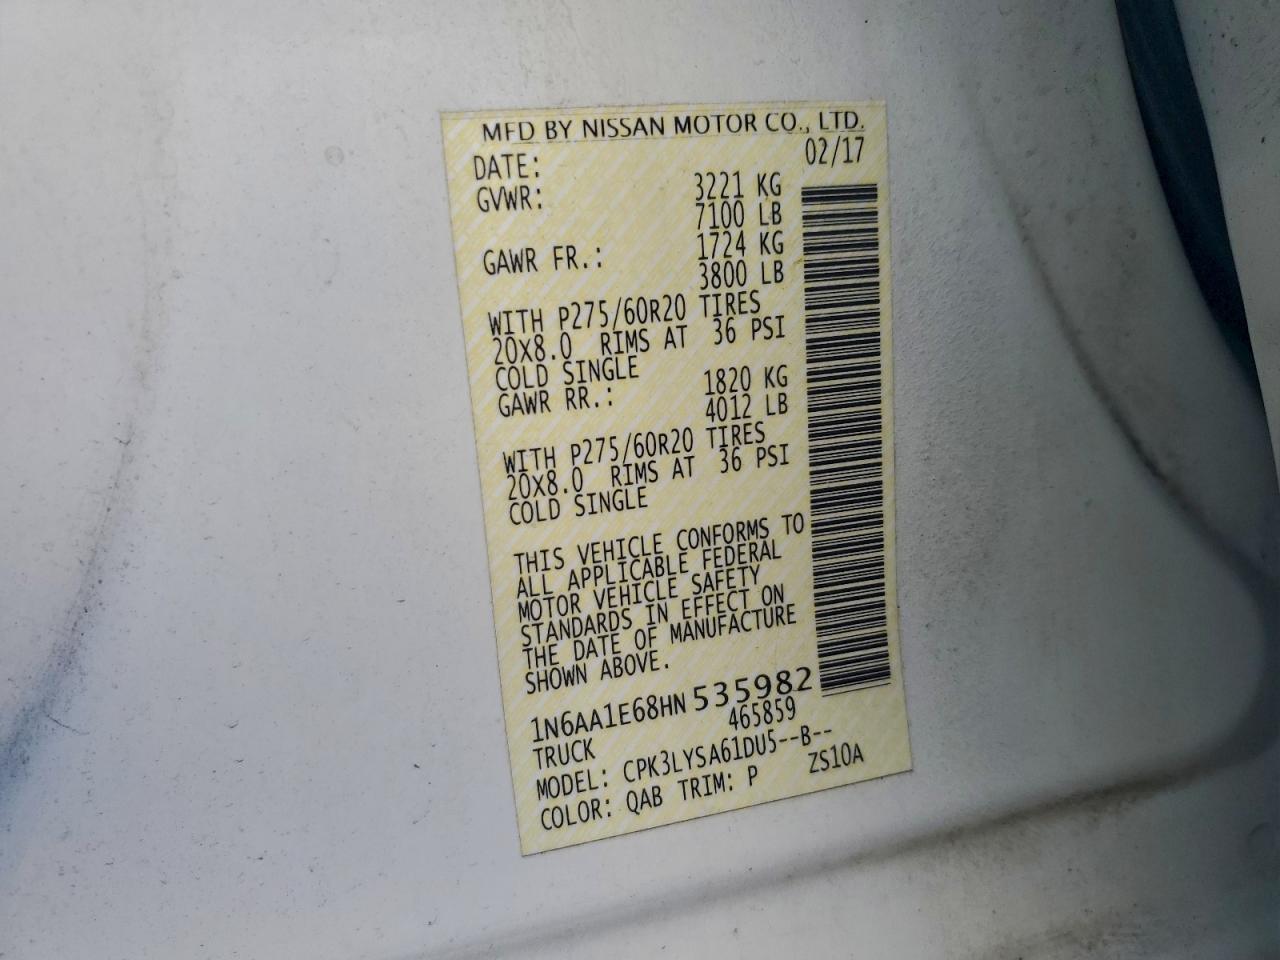 MFD BY NISSAN MOTOR CO., LTD.
DATE: 02/17
GVWR: 3221 KG
7100 LB
GAWR FR.: 1724 KG
3800 LB
WITH P275/60R20 TIRES
20X8.0 RIMS AT 36 PSI
COLD SINGLE
GAWR RR.: 1820 KG
4012 LB
WITH P275/60R20 TIRES
20X8.0 RIMS AT 36 PSI
COLD SINGLE
THIS VEHICLE CONFORMS TO
ALL APPLICABLE FEDERAL
MOTOR VEHICLE SAFETY
STANDARDS IN EFFECT ON
THE DATE OF MANUFACTURE
SHOWN ABOVE.
1N6AA1E68HN535982
TRUCK 465859
MODEL: CPK3LYSA61DU5--B--
COLOR: QAB TRIM: P ZS10A